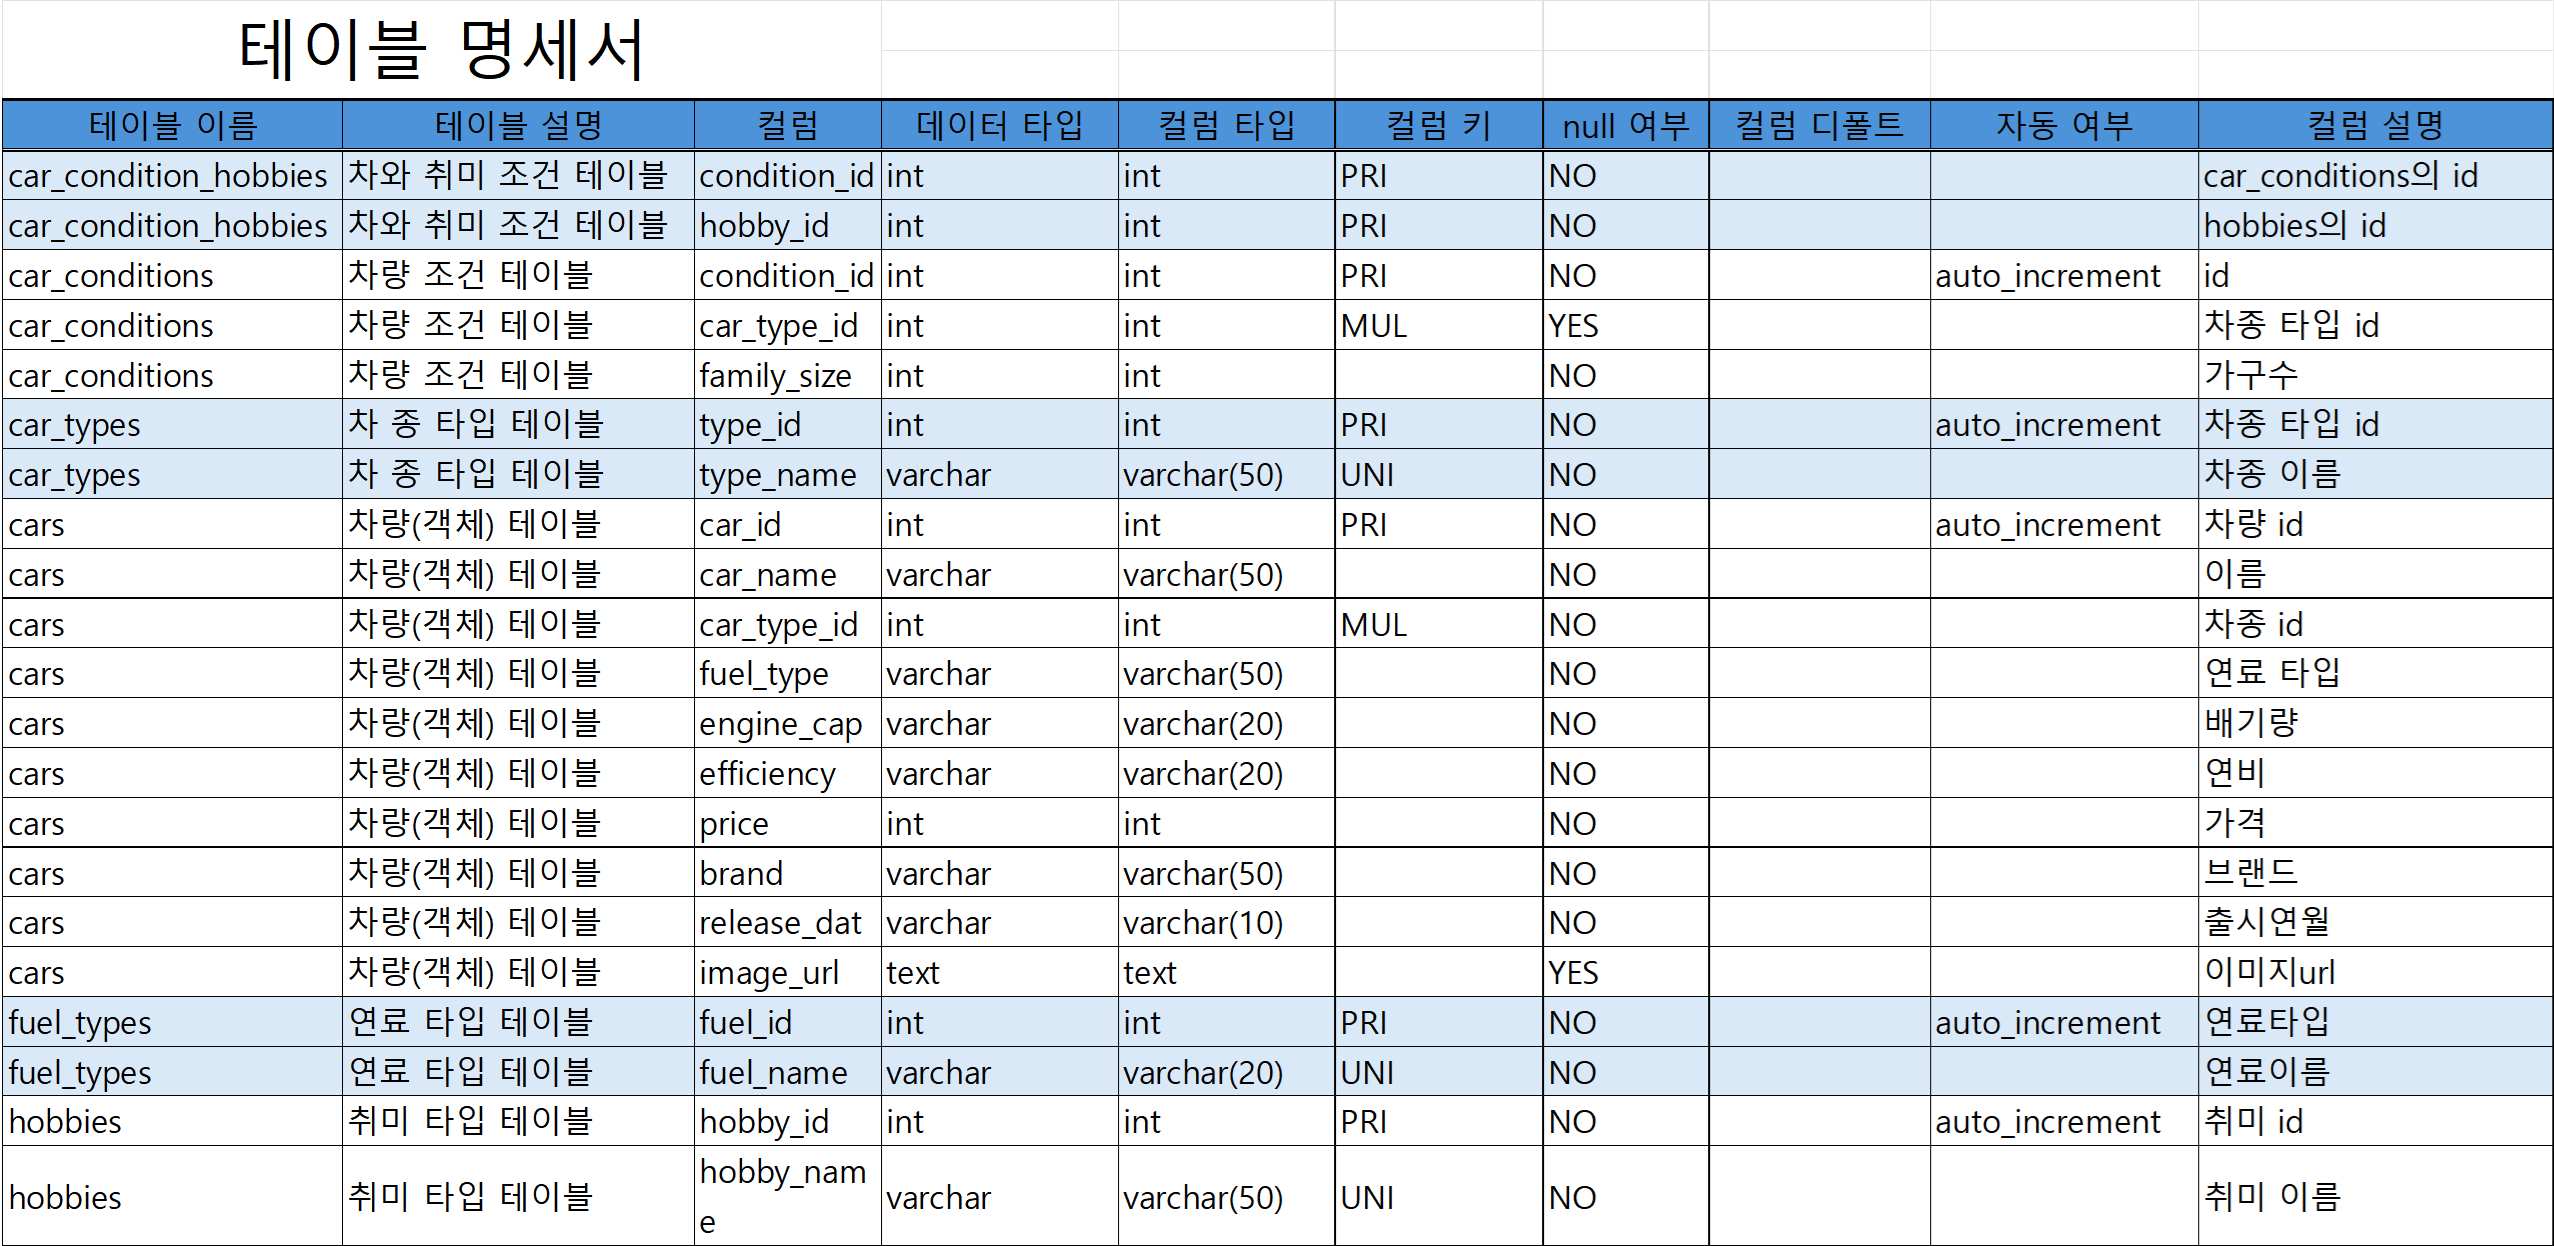 테이블 명세서
테이블 이름 테이블 설명 컬럼 데이터 타입 컬럼 타입 컬럼 키 null 여부 컬럼 디폴트 자동 여부 컬럼 설명
car_condition_hobbies 차와 취미 조건 테이블 condition_id int int PRI NO car_conditions의 id
car_condition_hobbies 차와 취미 조건 테이블 hobby_id int int PRI NO hobbies의 id
car_conditions 차량 조건 테이블 condition_id int int PRI NO auto_increment id
car_conditions 차량 조건 테이블 car_type_id int int MUL YES 차종 타입 id
car_conditions 차량 조건 테이블 family_size int int NO 가구수
car_types 차 종 타입 테이블 type_id int int PRI NO auto_increment 차종 타입 id
car_types 차 종 타입 테이블 type_name varchar varchar(50) UNI NO 차종 이름
cars 차량(객체) 테이블 car_id int int PRI NO auto_increment 차량 id
cars 차량(객체) 테이블 car_name varchar varchar(50) NO 이름
cars 차량(객체) 테이블 car_type_id int int MUL NO 차종 id
cars 차량(객체) 테이블 fuel_type varchar varchar(50) NO 연료 타입
cars 차량(객체) 테이블 engine_cap varchar varchar(20) NO 배기량
cars 차량(객체) 테이블 efficiency varchar varchar(20) NO 연비
cars 차량(객체) 테이블 price int int NO 가격
cars 차량(객체) 테이블 brand varchar varchar(50) NO 브랜드
cars 차량(객체) 테이블 release_dat varchar varchar(10) NO 출시연월
cars 차량(객체) 테이블 image_url text text YES 이미지url
fuel_types 연료 타입 테이블 fuel_id int int PRI NO auto_increment 연료타입
fuel_types 연료 타입 테이블 fuel_name varchar varchar(20) UNI NO 연료이름
hobbies 취미 타입 테이블 hobby_id int int PRI NO auto_increment 취미 id
hobbies 취미 타입 테이블 hobby_nam
e varchar varchar(50) UNI NO 취미 이름